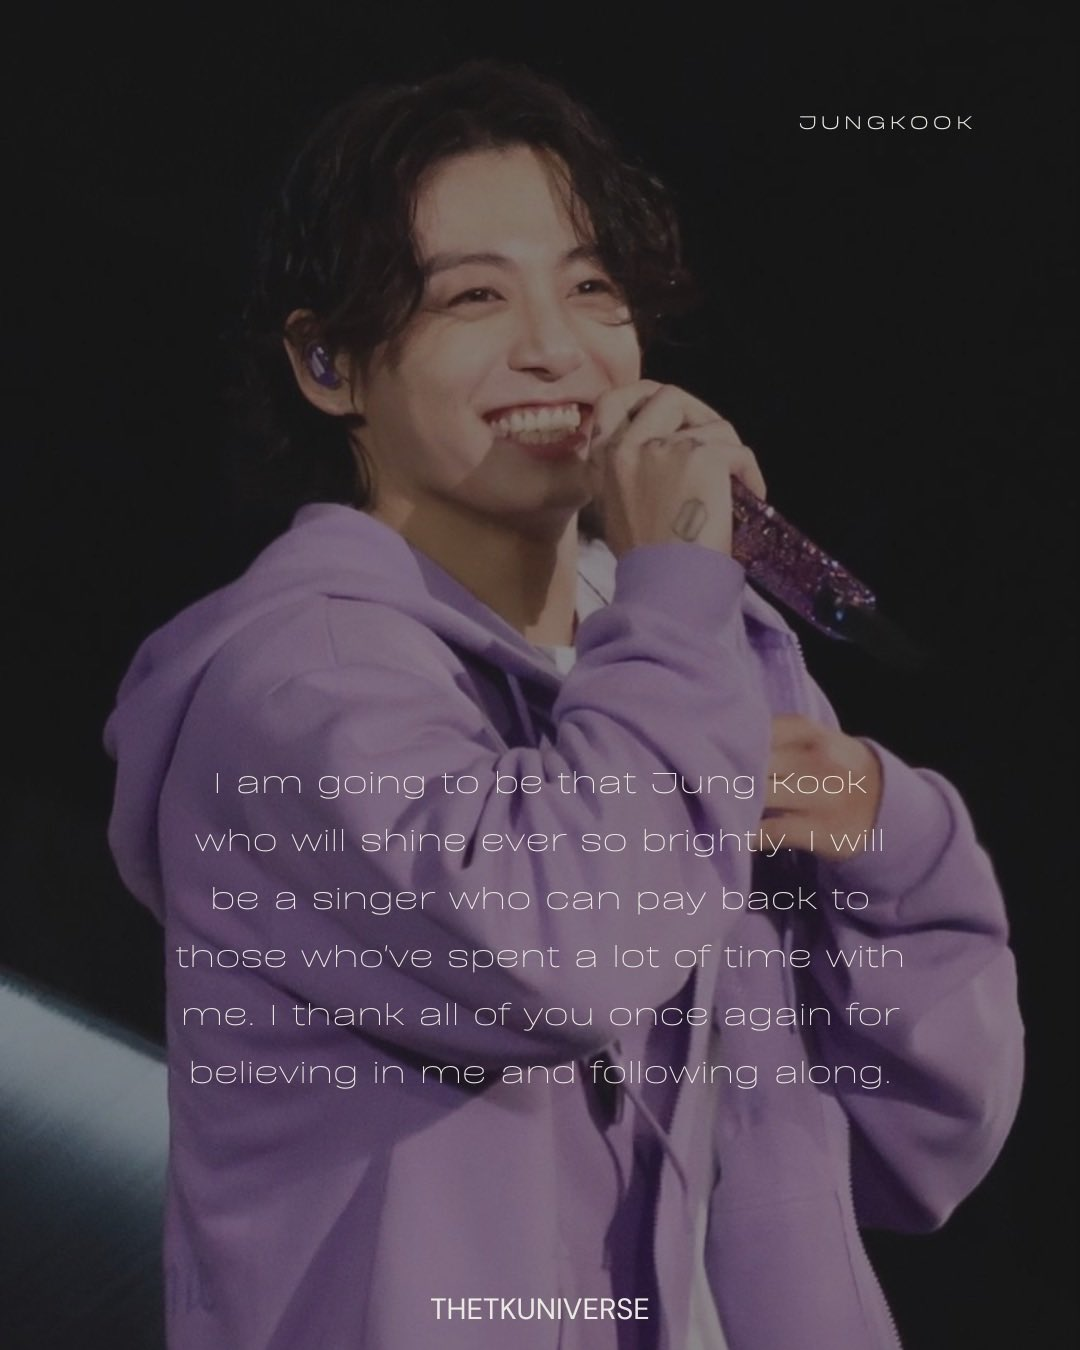 JUNGKOOK
I am going to be that Jung Kook
who will shine ever so brightly. I will
be a singer who can pay back to
those who've spent a lot of time with
me. I thank all of you once again for
believing in me and following along.
THETKUNIVERSE